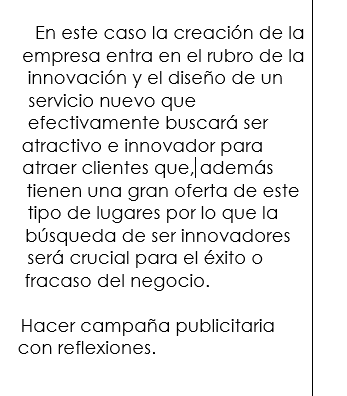 En este caso la creación de la
empresa entra en el rubro de la
innovación y el diseño de un
servicio nuevo que
efectivamente buscará ser
atractivo e innovador para
atraer clientes que, además
tienen una gran oferta de este
tipo de lugares por lo que la
búsqueda de ser innovadores
será crucial para el éxito o
fracaso del negocio.
Hacer campaña publicitaria
con reflexiones.